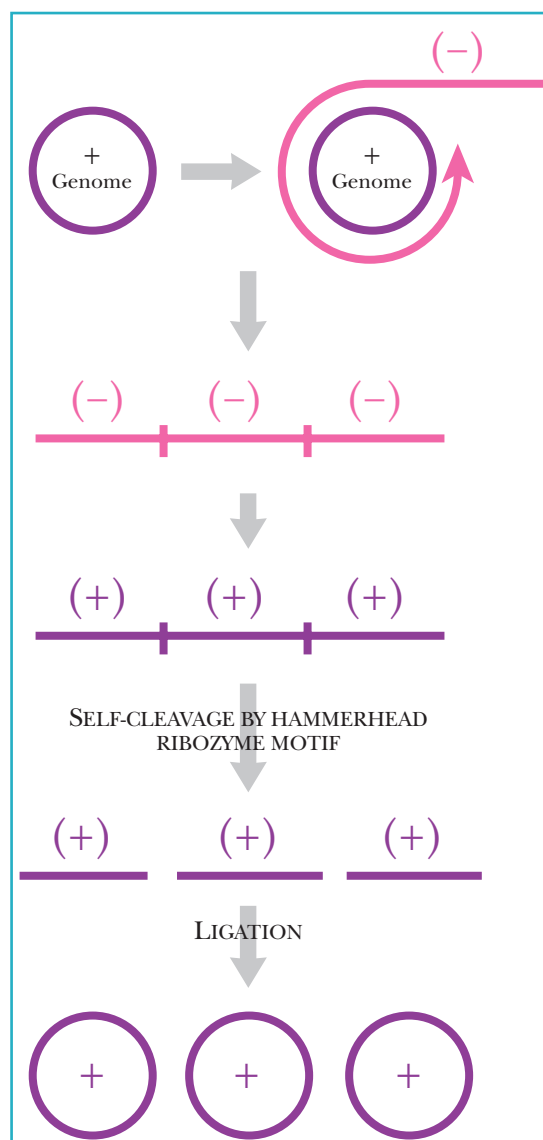 (−)
+
Genome
+
Genome
(−) (−) (−)
(+) (+) (+)
SELF-CLEAVAGE BY HAMMERHEAD
RIBOZYME MOTIF
(+) (+) (+)
LIGATION
+ + +